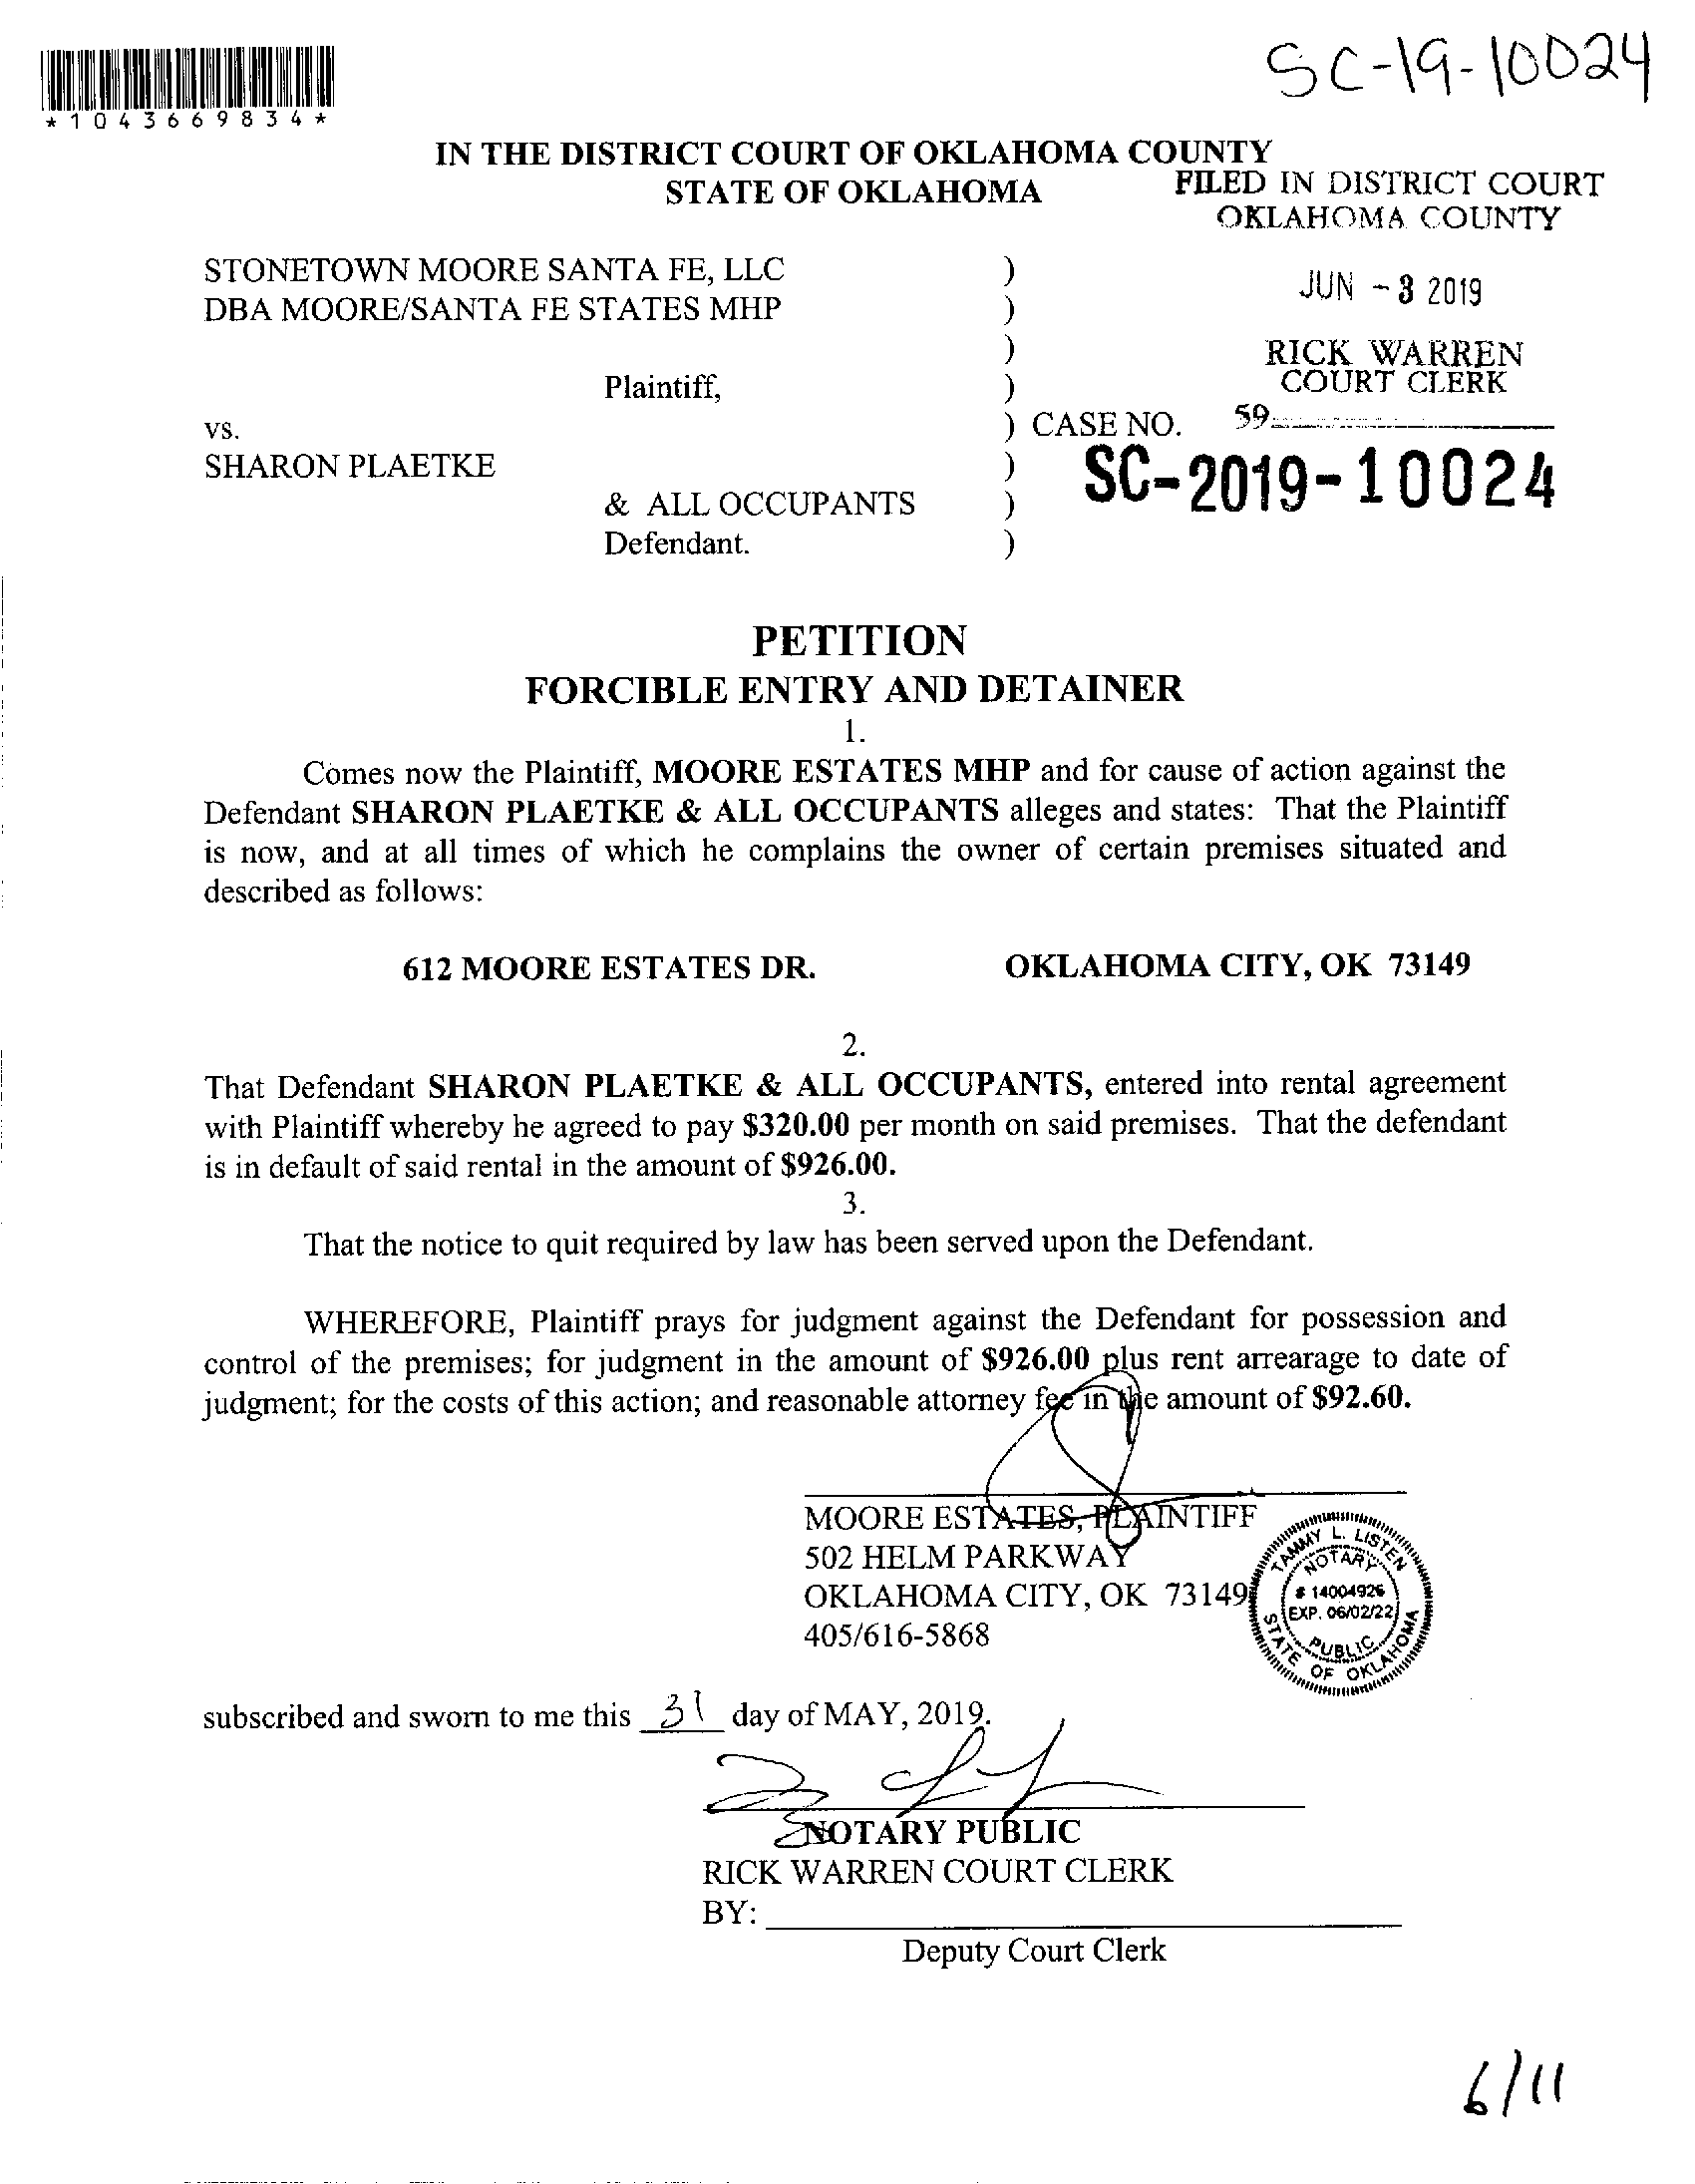 SC-19-10024
*1043669834*
IN THE DISTRICT COURT OF OKLAHOMA COUNTY
STATE OF OKLAHOMA
FILED IN DISTRICT COURT
OKLAHOMA COUNTY
JUN -3 2019
RICK WARREN
COURT CLERK
59
STONETOWN MOORE SANTA FE, LLC )
DBA MOORE/SANTA FE STATES MHP )
)
Plaintiff, )
vs. ) CASE NO.
SHARON PLAETKE )
SC-2019-10024
& ALL OCCUPANTS )
Defendant. )
PETITION
FORCIBLE ENTRY AND DETAINER
1.
Comes now the Plaintiff, MOORE ESTATES MHP and for cause of action against the
Defendant SHARON PLAETKE & ALL OCCUPANTS alleges and states: That the Plaintiff
is now, and at all times of which he complains the owner of certain premises situated and
described as follows:
612 MOORE ESTATES DR. OKLAHOMA CITY, OK 73149
2.
That Defendant SHARON PLAETKE & ALL OCCUPANTS, entered into rental agreement
with Plaintiff whereby he agreed to pay $320.00 per month on said premises. That the defendant
is in default of said rental in the amount of $926.00.
3.
That the notice to quit required by law has been served upon the Defendant.
WHEREFORE, Plaintiff prays for judgment against the Defendant for possession and
control of the premises; for judgment in the amount of $926.00 plus rent arrearage to date of
judgment; for the costs of this action; and reasonable attorney fee in the amount of $92.60.
MOORE ESTATES, PLAINTIFF
502 HELM PARKWAY
OKLAHOMA CITY, OK 73149
405/616-5868
TAMMY L. LISTEN
NOTARY
# 14004926
EXP. 06/02/22
PUBLIC
STATE OF OKLAHOMA
subscribed and sworn to me this 31 day of MAY, 2019.
NOTARY PUBLIC
RICK WARREN COURT CLERK
BY:
Deputy Court Clerk
6/11